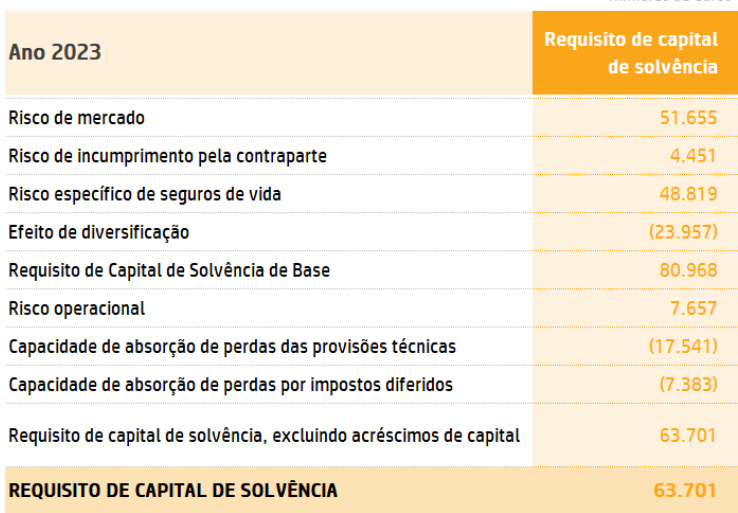 Ano 2023
Requisito de capital
de solvência
Risco de mercado 51.655
Risco de incumprimento pela contraparte 4.451
Risco específico de seguros de vida 48.819
Efeito de diversificação (23.957)
Requisito de Capital de Solvência de Base 80.968
Risco operacional 7.657
Capacidade de absorção de perdas das provisões técnicas (17.541)
Capacidade de absorção de perdas por impostos diferidos (7.383)
Requisito de capital de solvência, excluindo acréscimos de capital 63.701
REQUISITO DE CAPITAL DE SOLVÊNCIA 63.701